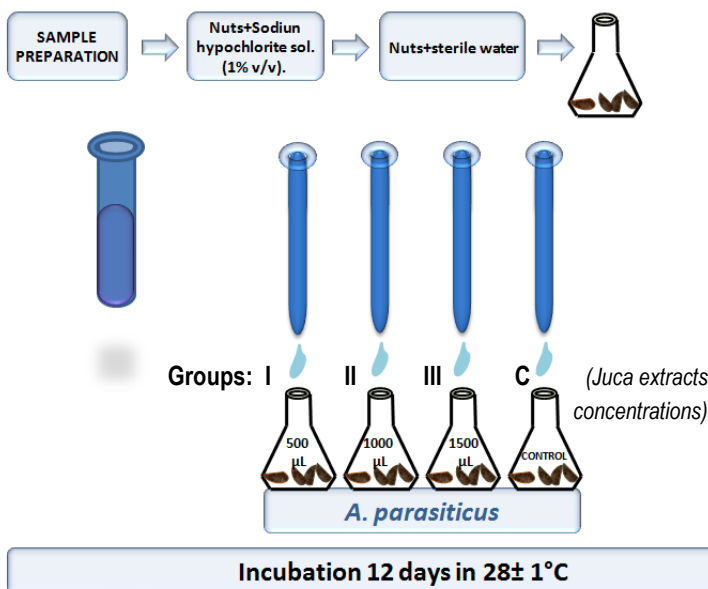 SAMPLE
PREPARATION
Nuts+Sodiun
hypochlorite sol.
(1% v/v).
Nuts+sterile water
Groups: I II III C (Juca extracts
concentrations)
500
µL
1000
µL
1500
µL
CONTROL
A. parasiticus
Incubation 12 days in 28± 1°C